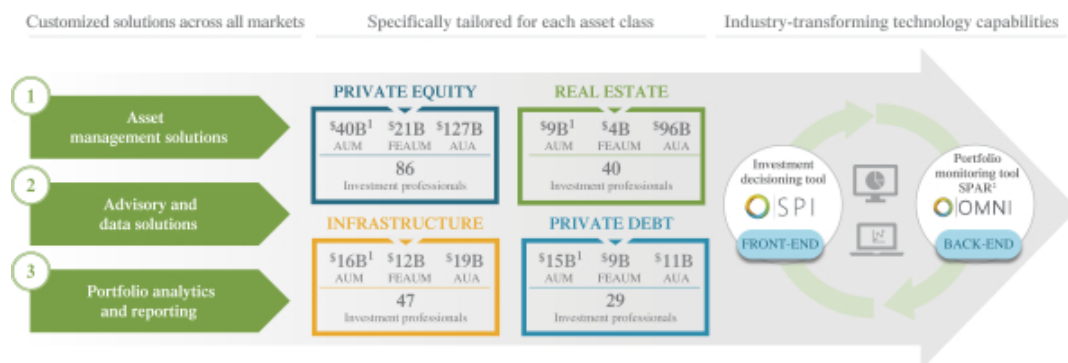 Customized solutions across all markets
Specifically tailored for each asset class
Industry-transforming technology capabilities
1
Asset
management solutions
2
Advisory and
data solutions
3
Portfolio analytics
and reporting
PRIVATE EQUITY
$40B¹ $21B $127B
AUM FEAUM AUA
86
Investment professionals
REAL ESTATE
$9B¹ $4B $96B
AUM FEAUM AUA
40
Investment professionals
INFRASTRUCTURE
$16B¹ $12B $19B
AUM FEAUM AUA
47
Investment professionals
PRIVATE DEBT
$15B¹ $9B $11B
AUM FEAUM AUA
29
Investment professionals
Investment
decisioning tool
SPI
FRONT-END
Portfolio
monitoring tool
SPAR²
OMNI
BACK-END